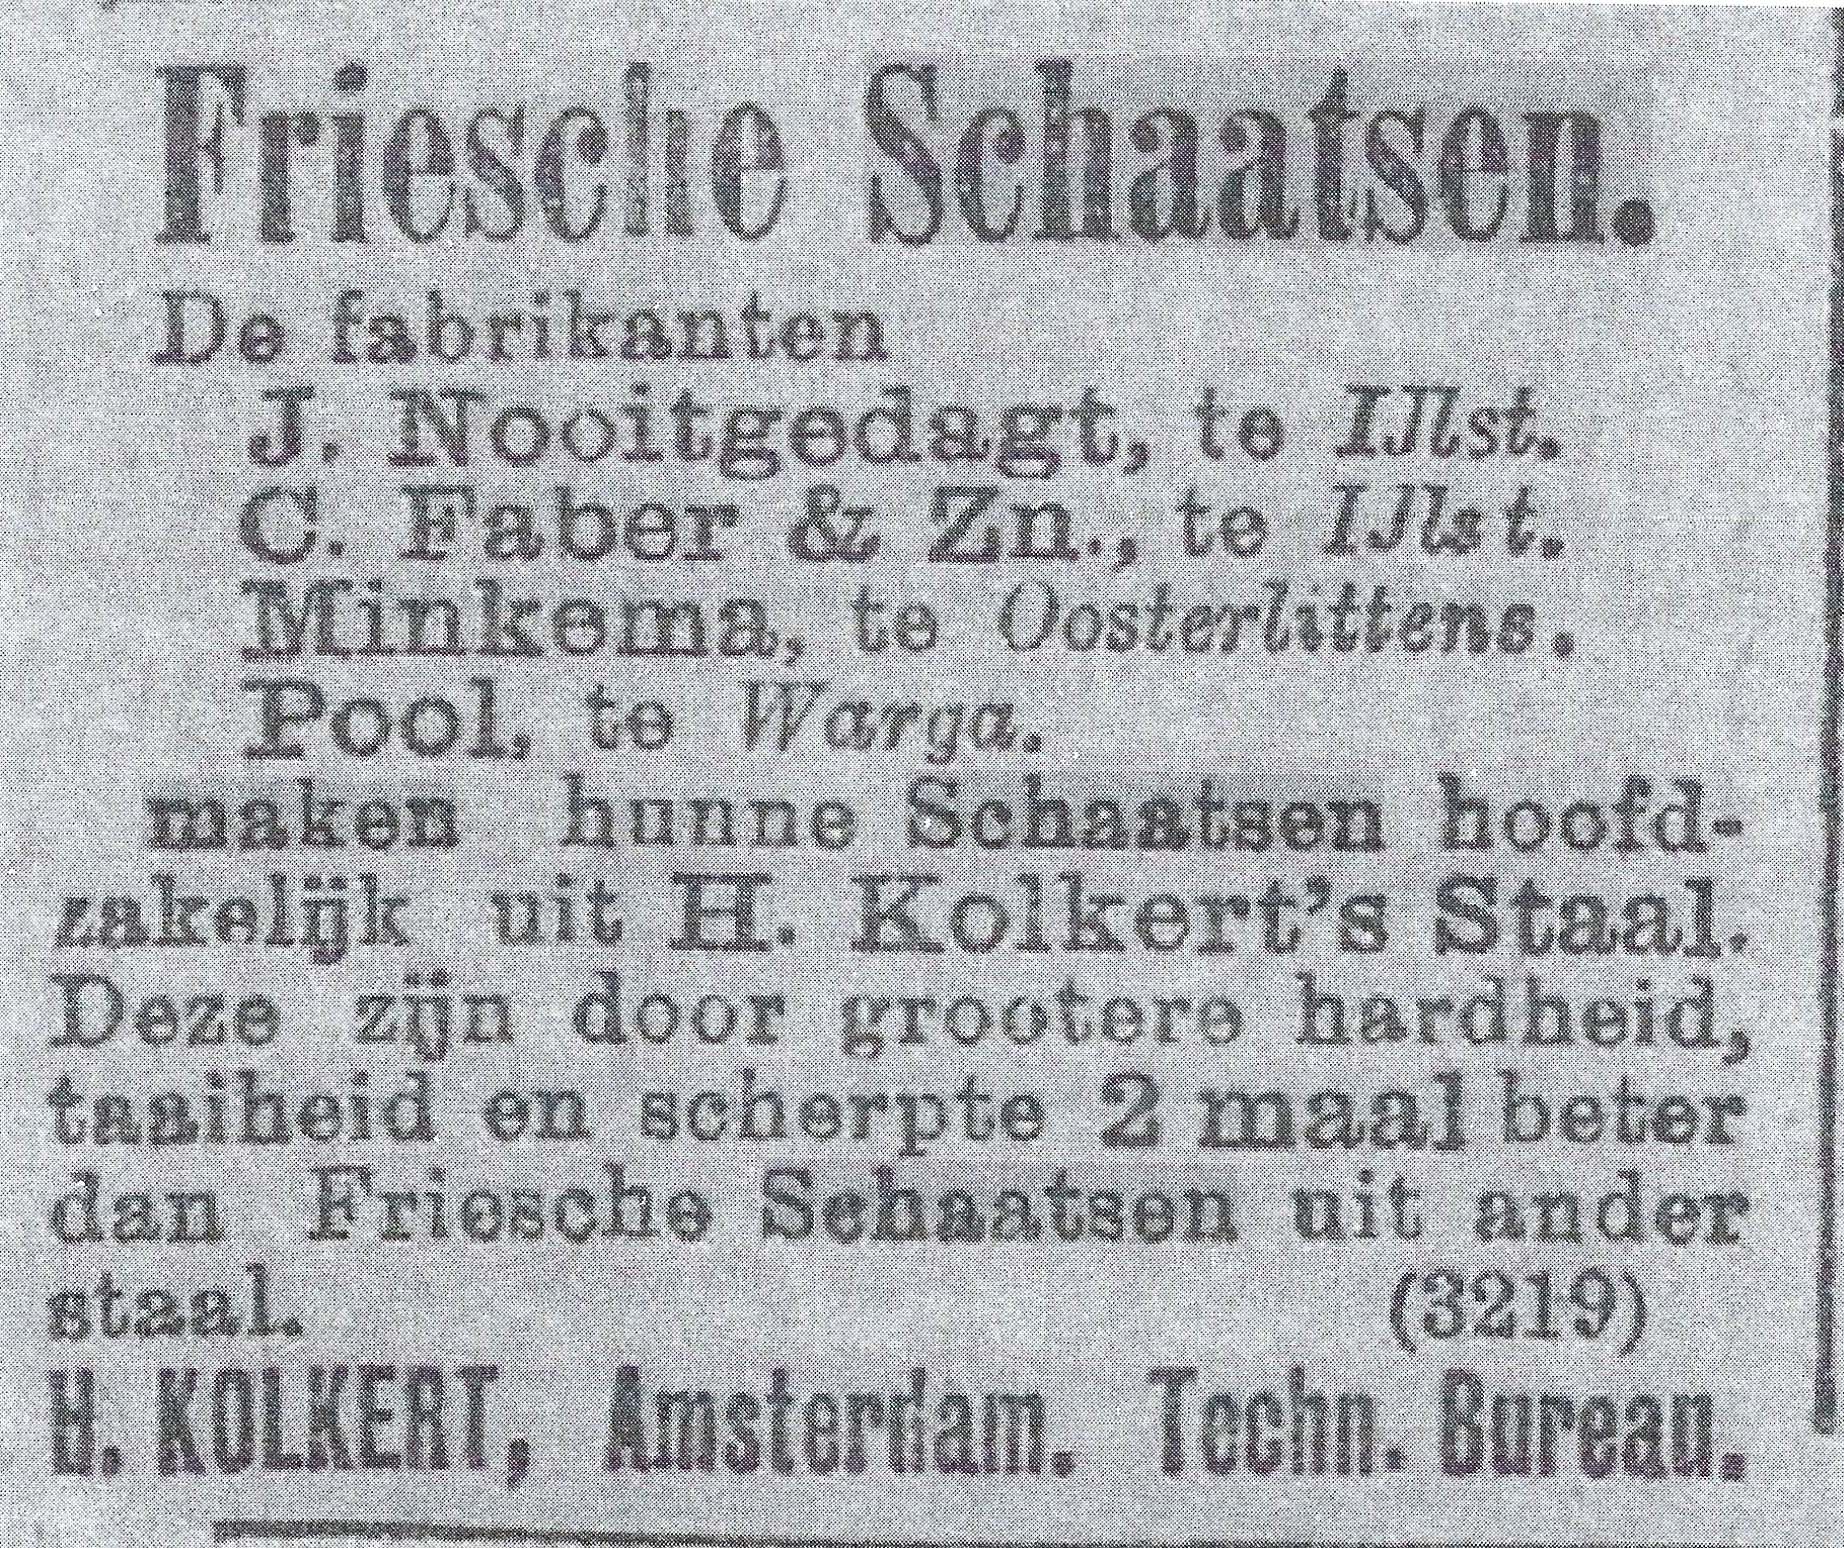 Friesche Schaatsen.
De fabrikanten
J. Nooitgedagt, te IJlst.
C. Faber & Zn., te IJlst.
Minkema, te Oosterlittens.
Pool, te Warga.
maken hunne Schaatsen hoofd-
zakelijk uit H. Kolkert's Staal.
Deze zijn door grootere hardheid,
taaiheid en scherpte 2 maal beter
dan Friesche Schaatsen uit ander
staal. (3219)
H. KOLKERT, Amsterdam. Techn. Bureau.